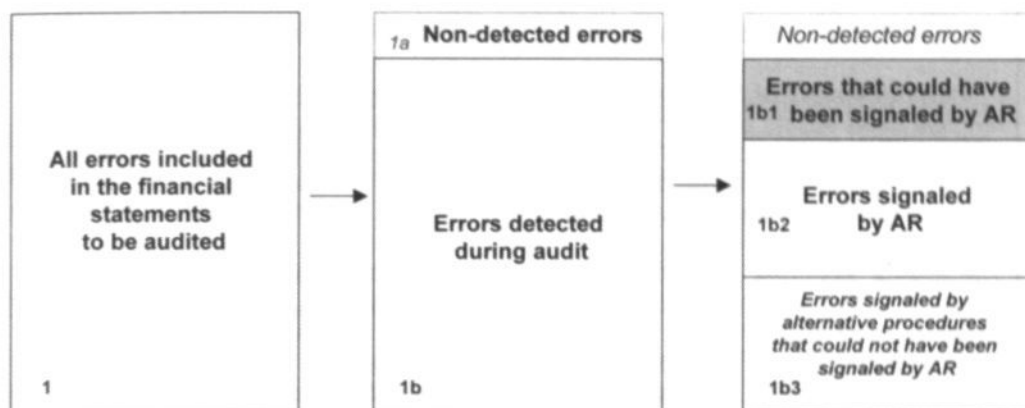 All errors included
in the financial
statements
to be audited
1
1a Non-detected errors
Errors detected
during audit
1b
Non-detected errors
Errors that could have
1b1 been signaled by AR
Errors signaled
1b2 by AR
Errors signaled by
alternative procedures
that could not have been
signaled by AR
1b3